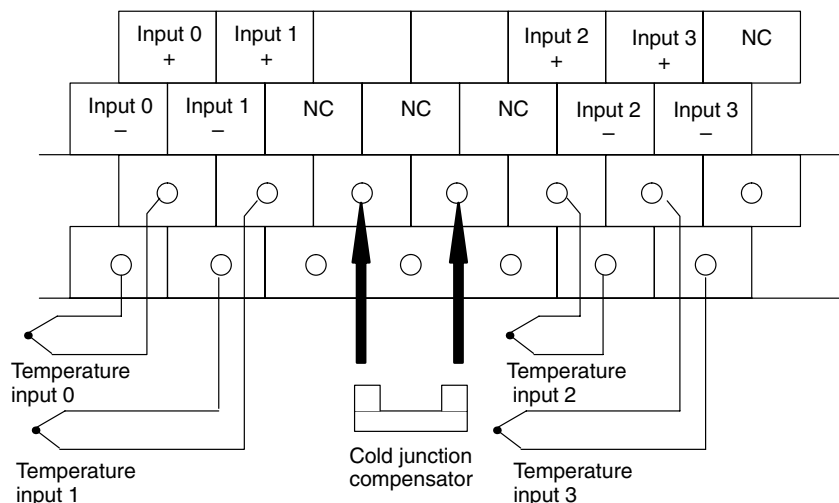 Input 0 Input 1 Input 2 Input 3 NC
+ + + +
Input 0 Input 1 NC NC NC Input 2 Input 3
– – – –
Temperature
input 0
Temperature
input 2
Temperature
input 1
Cold junction
compensator
Temperature
input 3